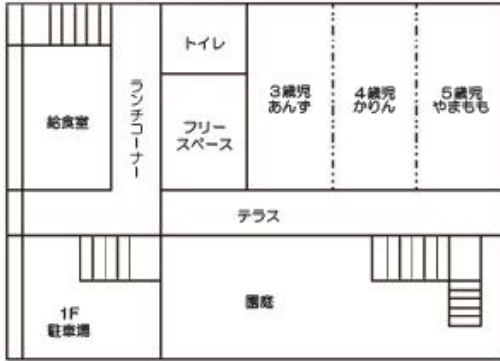 トイレ
ランチコーナー
給食室
フリー
スペース
3歳児
あんず
4歳児
かりん
5歳児
やまもも
テラス
園庭
1F
駐車場